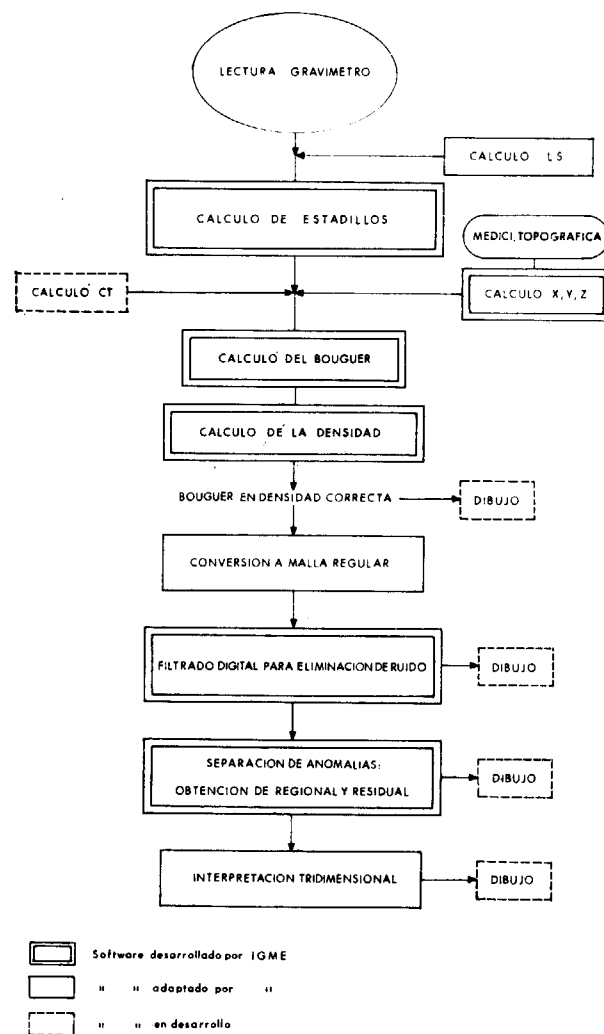 LECTURA GRAVIMETRO
CALCULO LS
CALCULO DE ESTADILLOS
MEDICI. TOPOGRAFICA
CALCULO CT
CALCULO X, Y, Z
CALCULO DEL BOUGUER
CALCULO DE LA DENSIDAD
BOUGUER EN DENSIDAD CORRECTA
DIBUJO
CONVERSION A MALLA REGULAR
FILTRADO DIGITAL PARA ELIMINACION DE RUIDO
DIBUJO
SEPARACION DE ANOMALIAS:
OBTENCION DE REGIONAL Y RESIDUAL
DIBUJO
INTERPRETACION TRIDIMENSIONAL
DIBUJO
Software desarrollado por IGME
" " adaptado por "
" " en desarrollo